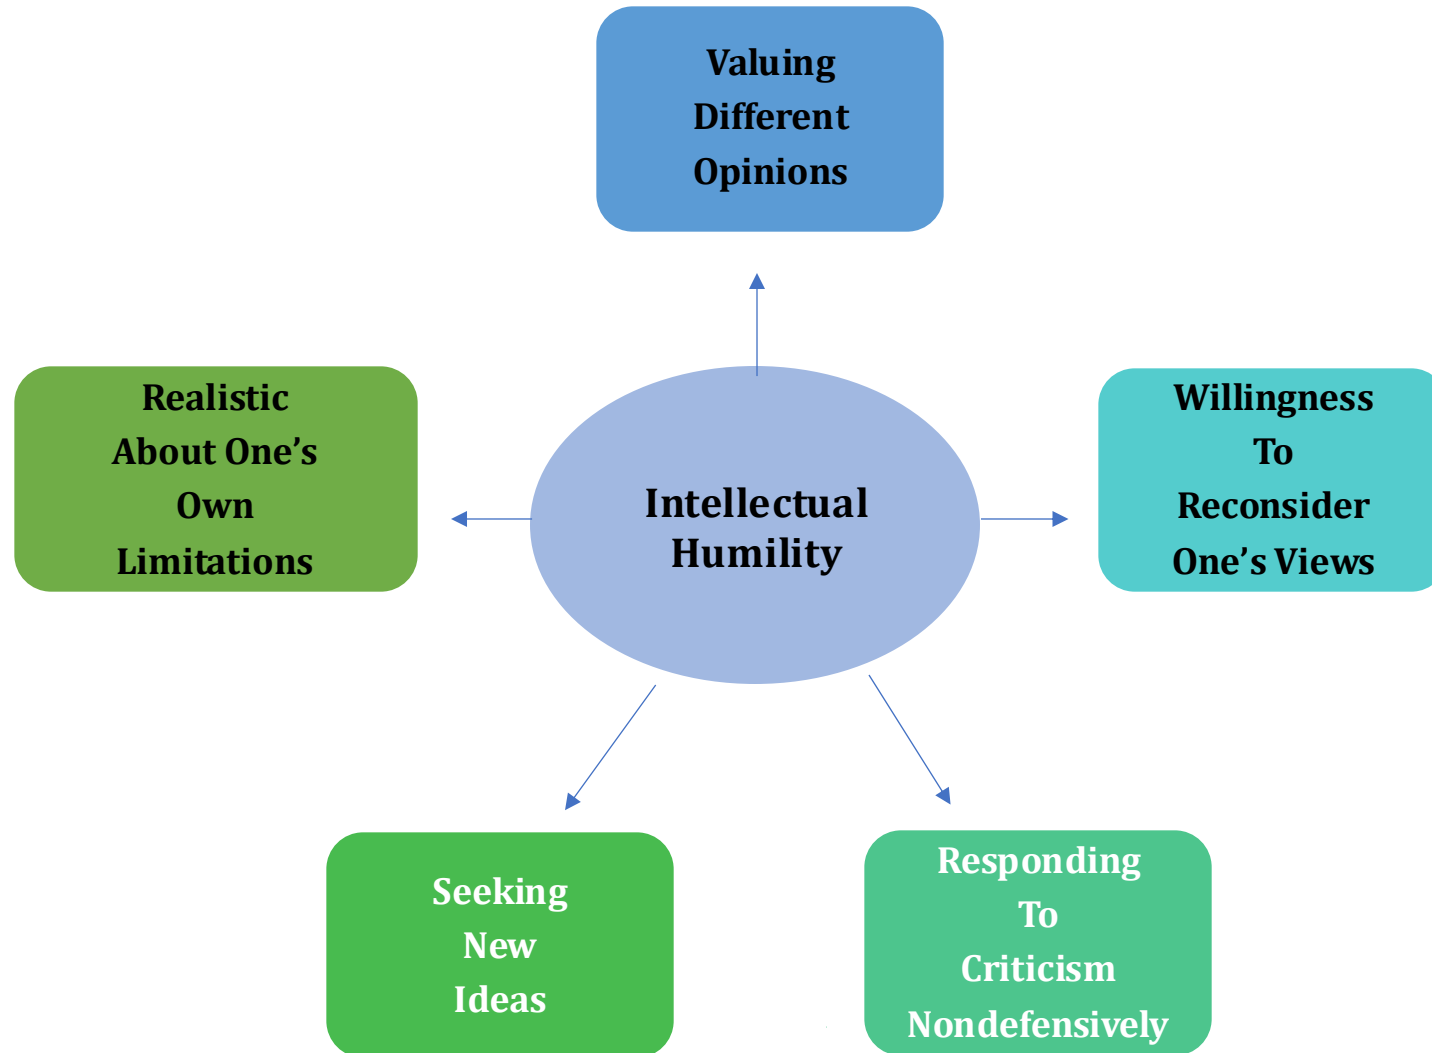 Valuing
Different
Opinions
Realistic
About One’s
Own
Limitations
Intellectual
Humility
Willingness
To
Reconsider
One’s Views
Seeking
New
Ideas
Responding
To
Criticism
Nondefensively